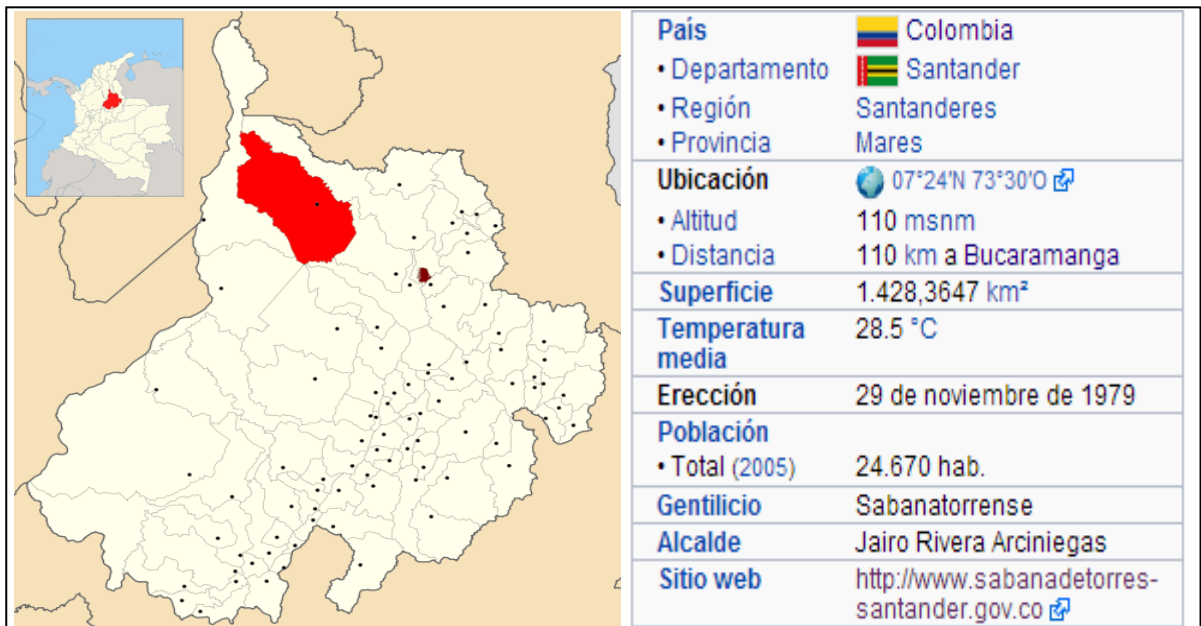 País Colombia
• Departamento Santander
• Región Santanderes
• Provincia Mares
Ubicación 07°24'N 73°30'O
• Altitud 110 msnm
• Distancia 110 km a Bucaramanga
Superficie 1.428,3647 km²
Temperatura 28.5 °C
media
Erección 29 de noviembre de 1979
Población
• Total (2005) 24.670 hab.
Gentilicio Sabanatorrense
Alcalde Jairo Rivera Arciniegas
Sitio web http://www.sabanadetorres-
santander.gov.co